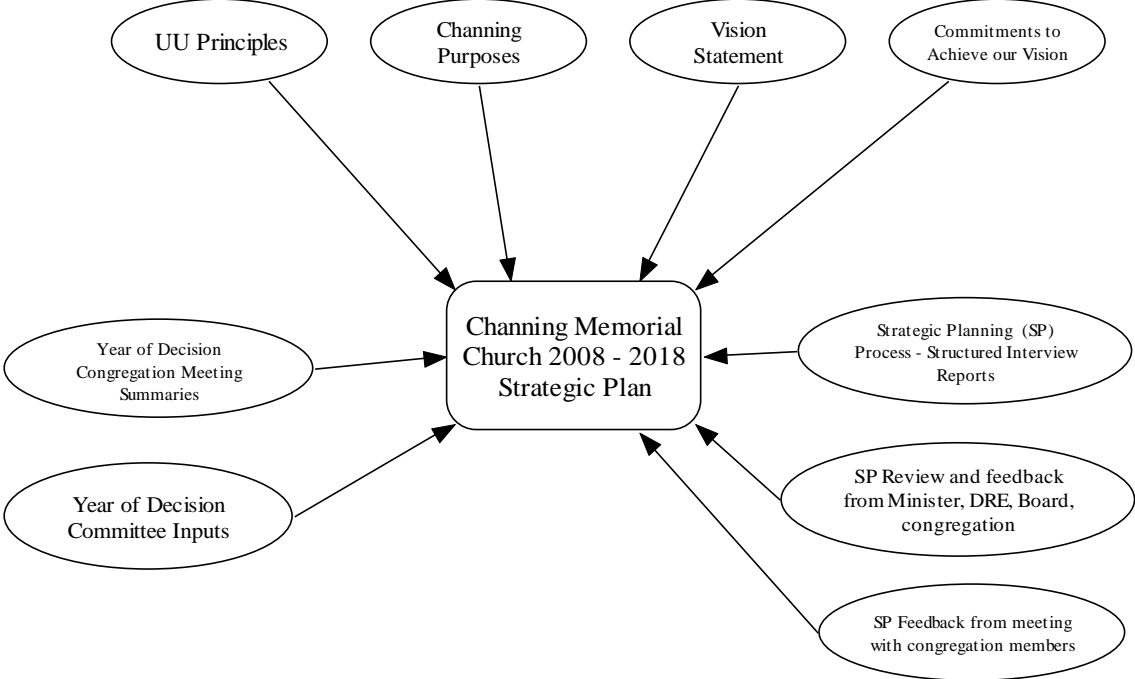 UU Principles
Channing
Purposes
Vision
Statement
Commitments to
Achieve our Vision
Channing Memorial
Church 2008 - 2018
Strategic Plan
Year of Decision
Congregation Meeting
Summaries
Strategic Planning (SP)
Process - Structured Interview
Reports
Year of Decision
Committee Inputs
SP Review and feedback
from Minister, DRE, Board,
congregation
SP Feedback from meeting
with congregation members